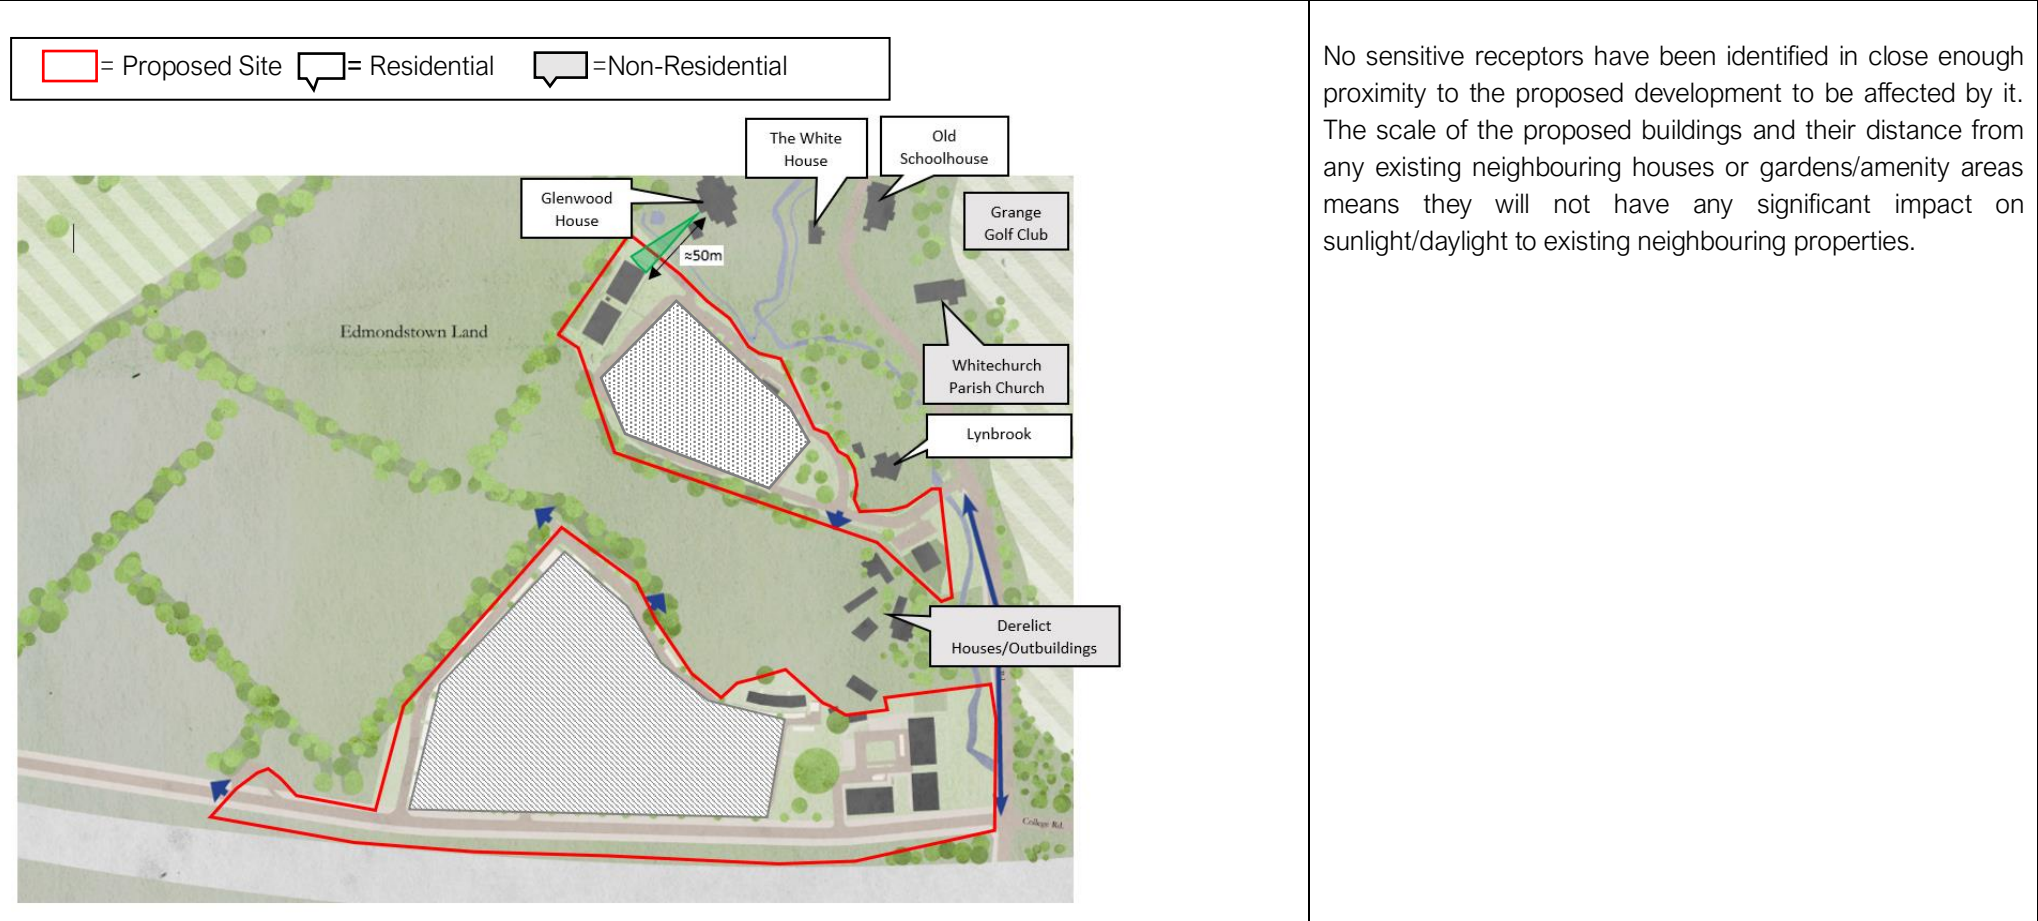 = Proposed Site
= Residential
=Non-Residential
The White
House
Old
Schoolhouse
Glenwood
House
Grange
Golf Club
≈50m
Edmondstown Land
Whitechurch
Parish Church
Lynbrook
Derelict
Houses/Outbuildings
College Rd.
No sensitive receptors have been identified in close enough
proximity to the proposed development to be affected by it.
The scale of the proposed buildings and their distance from
any existing neighbouring houses or gardens/amenity areas
means they will not have any significant impact on
sunlight/daylight to existing neighbouring properties.